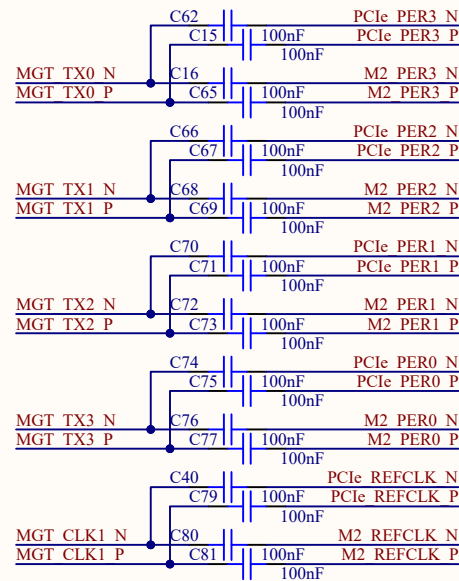 C62 PCIe_PER3_N
C15 100nF PCIe_PER3_P
100nF
MGT_TX0_N C16 M2_PER3_N
MGT_TX0_P C65 100nF M2_PER3_P
100nF
C66 PCIe_PER2_N
C67 100nF PCIe_PER2_P
100nF
MGT_TX1_N C68 M2_PER2_N
MGT_TX1_P C69 100nF M2_PER2_P
100nF
C70 PCIe_PER1_N
C71 100nF PCIe_PER1_P
100nF
MGT_TX2_N C72 M2_PER1_N
MGT_TX2_P C73 100nF M2_PER1_P
100nF
C74 PCIe_PER0_N
C75 100nF PCIe_PER0_P
100nF
MGT_TX3_N C76 M2_PER0_N
MGT_TX3_P C77 100nF M2_PER0_P
100nF
C40 PCIe_REFCLK_N
C79 100nF PCIe_REFCLK_P
100nF
MGT_CLK1_N C80 M2_REFCLK_N
MGT_CLK1_P C81 100nF M2_REFCLK_P
100nF